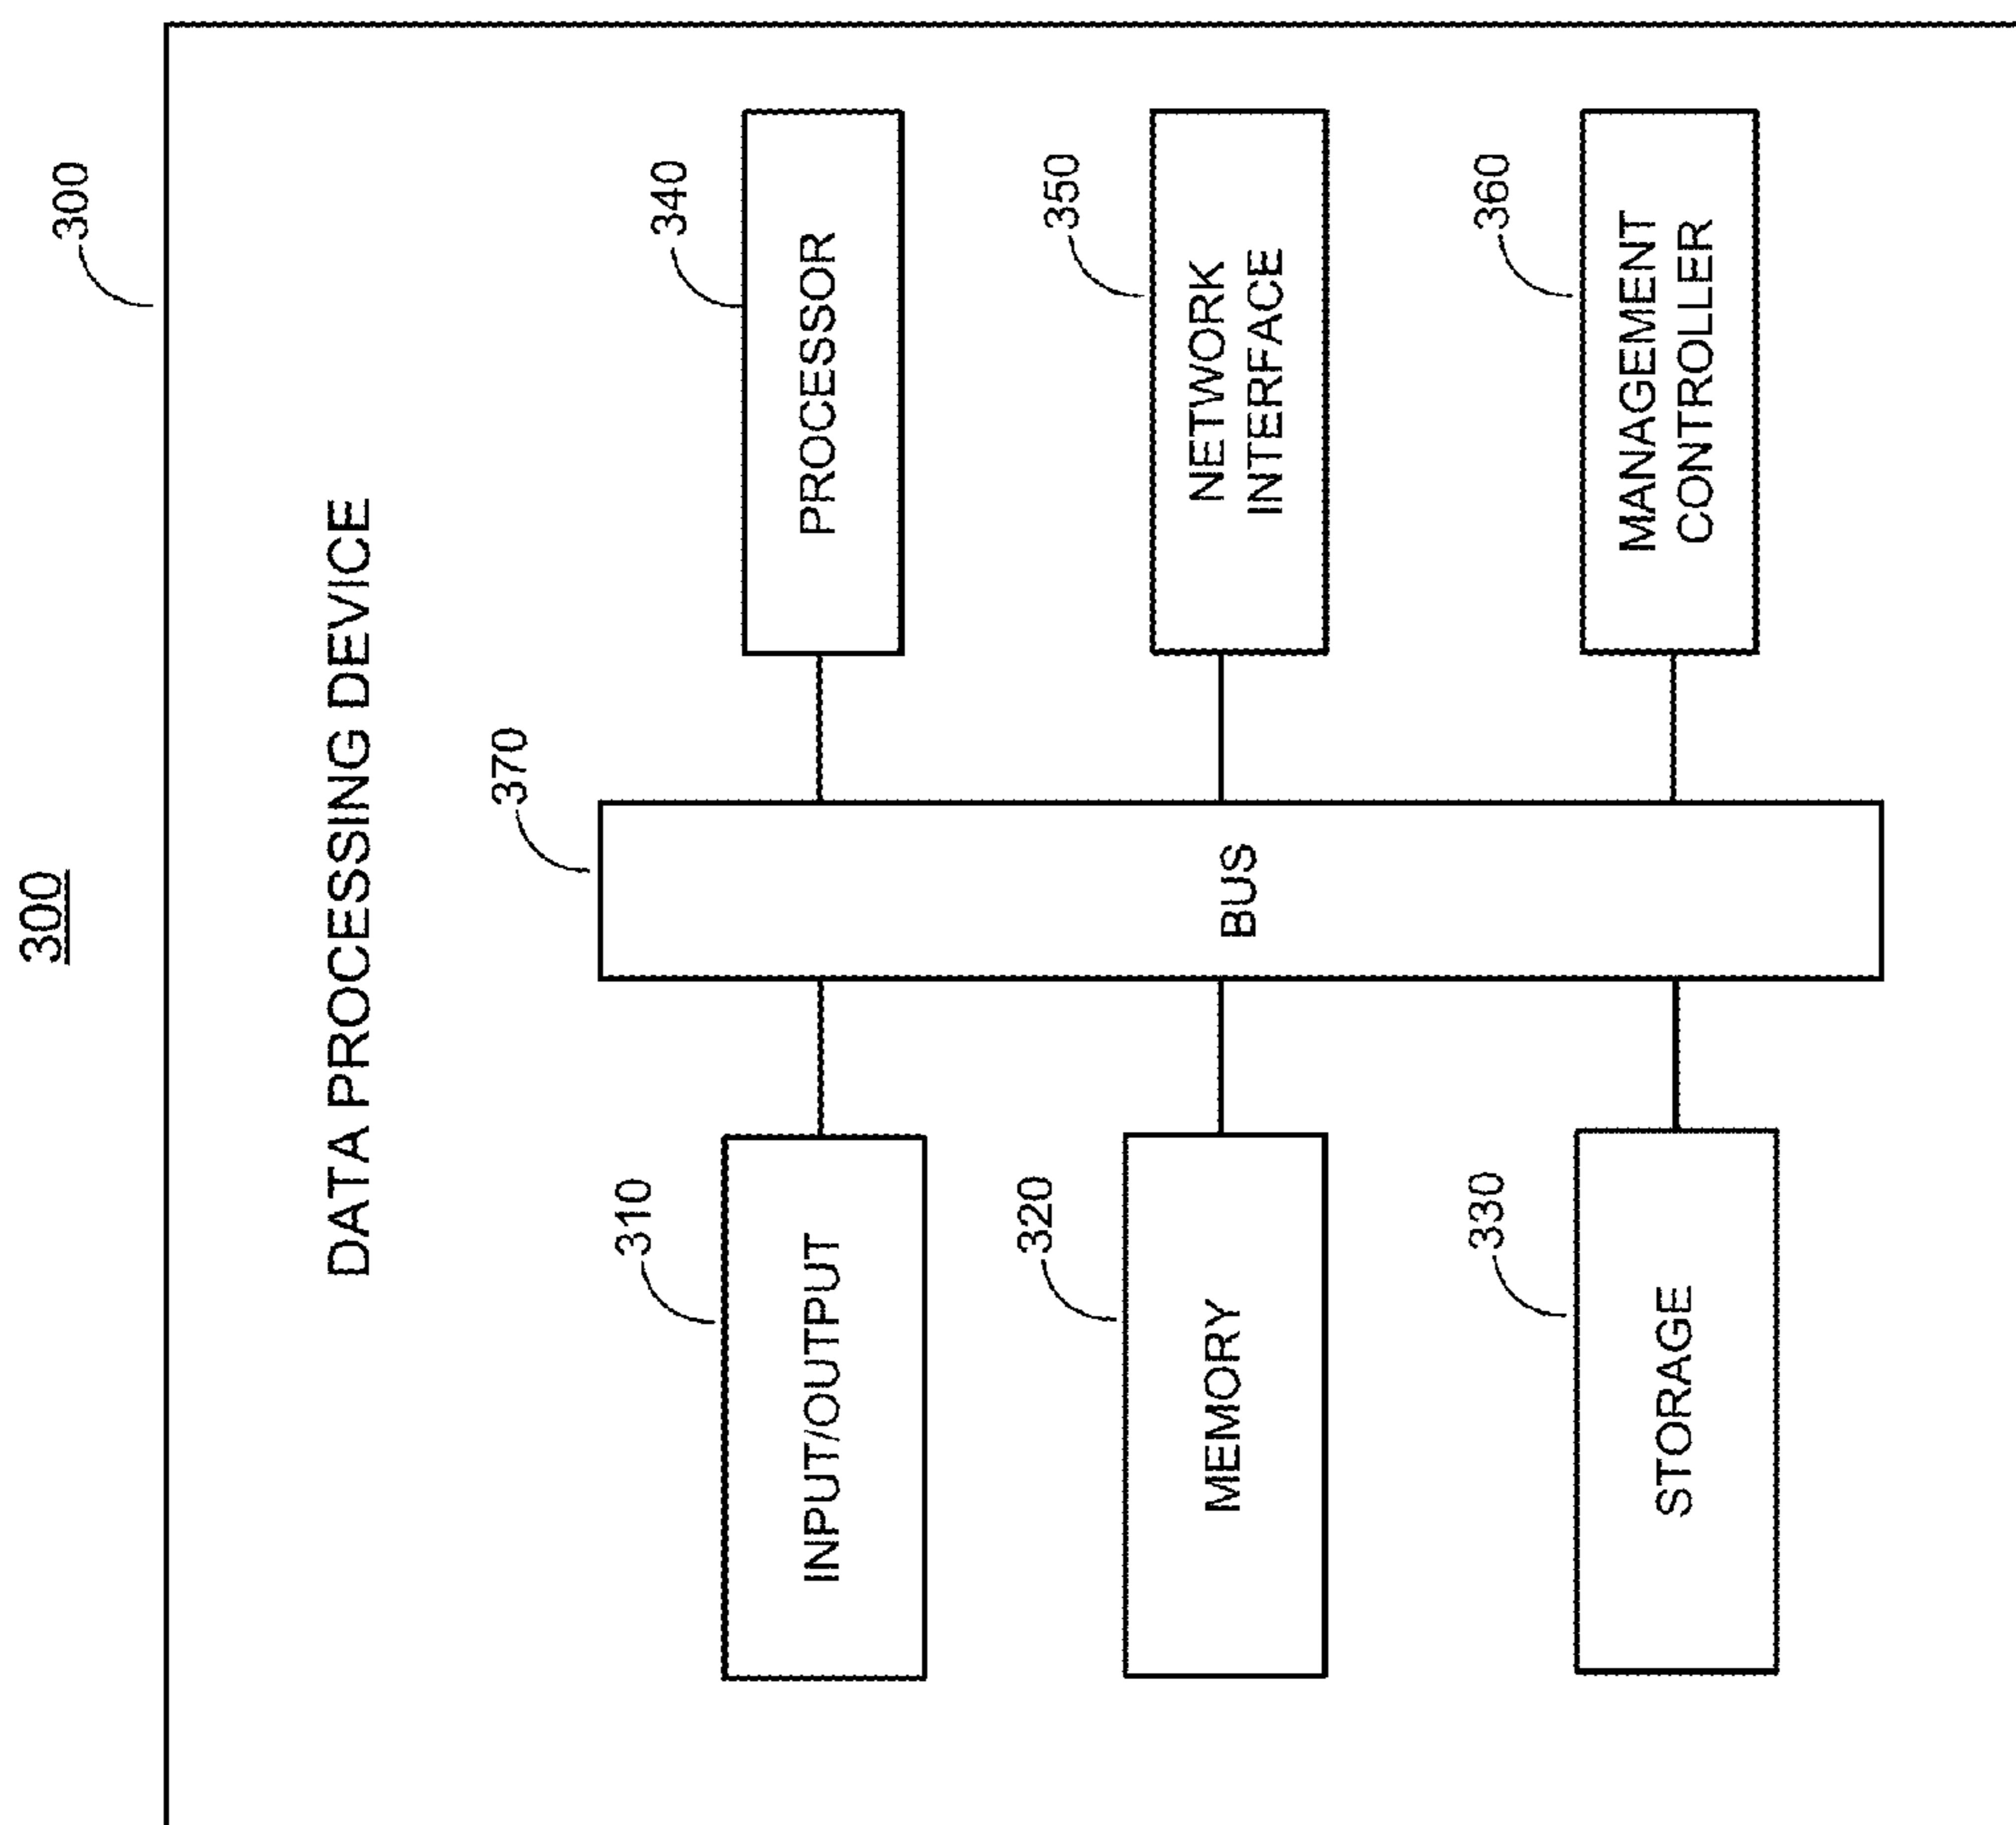 300
300
DATA PROCESSING DEVICE
370
310
INPUT/OUTPUT
340
PROCESSOR
320
MEMORY
BUS
350
NETWORK
INTERFACE
330
STORAGE
360
MANAGEMENT
CONTROLLER